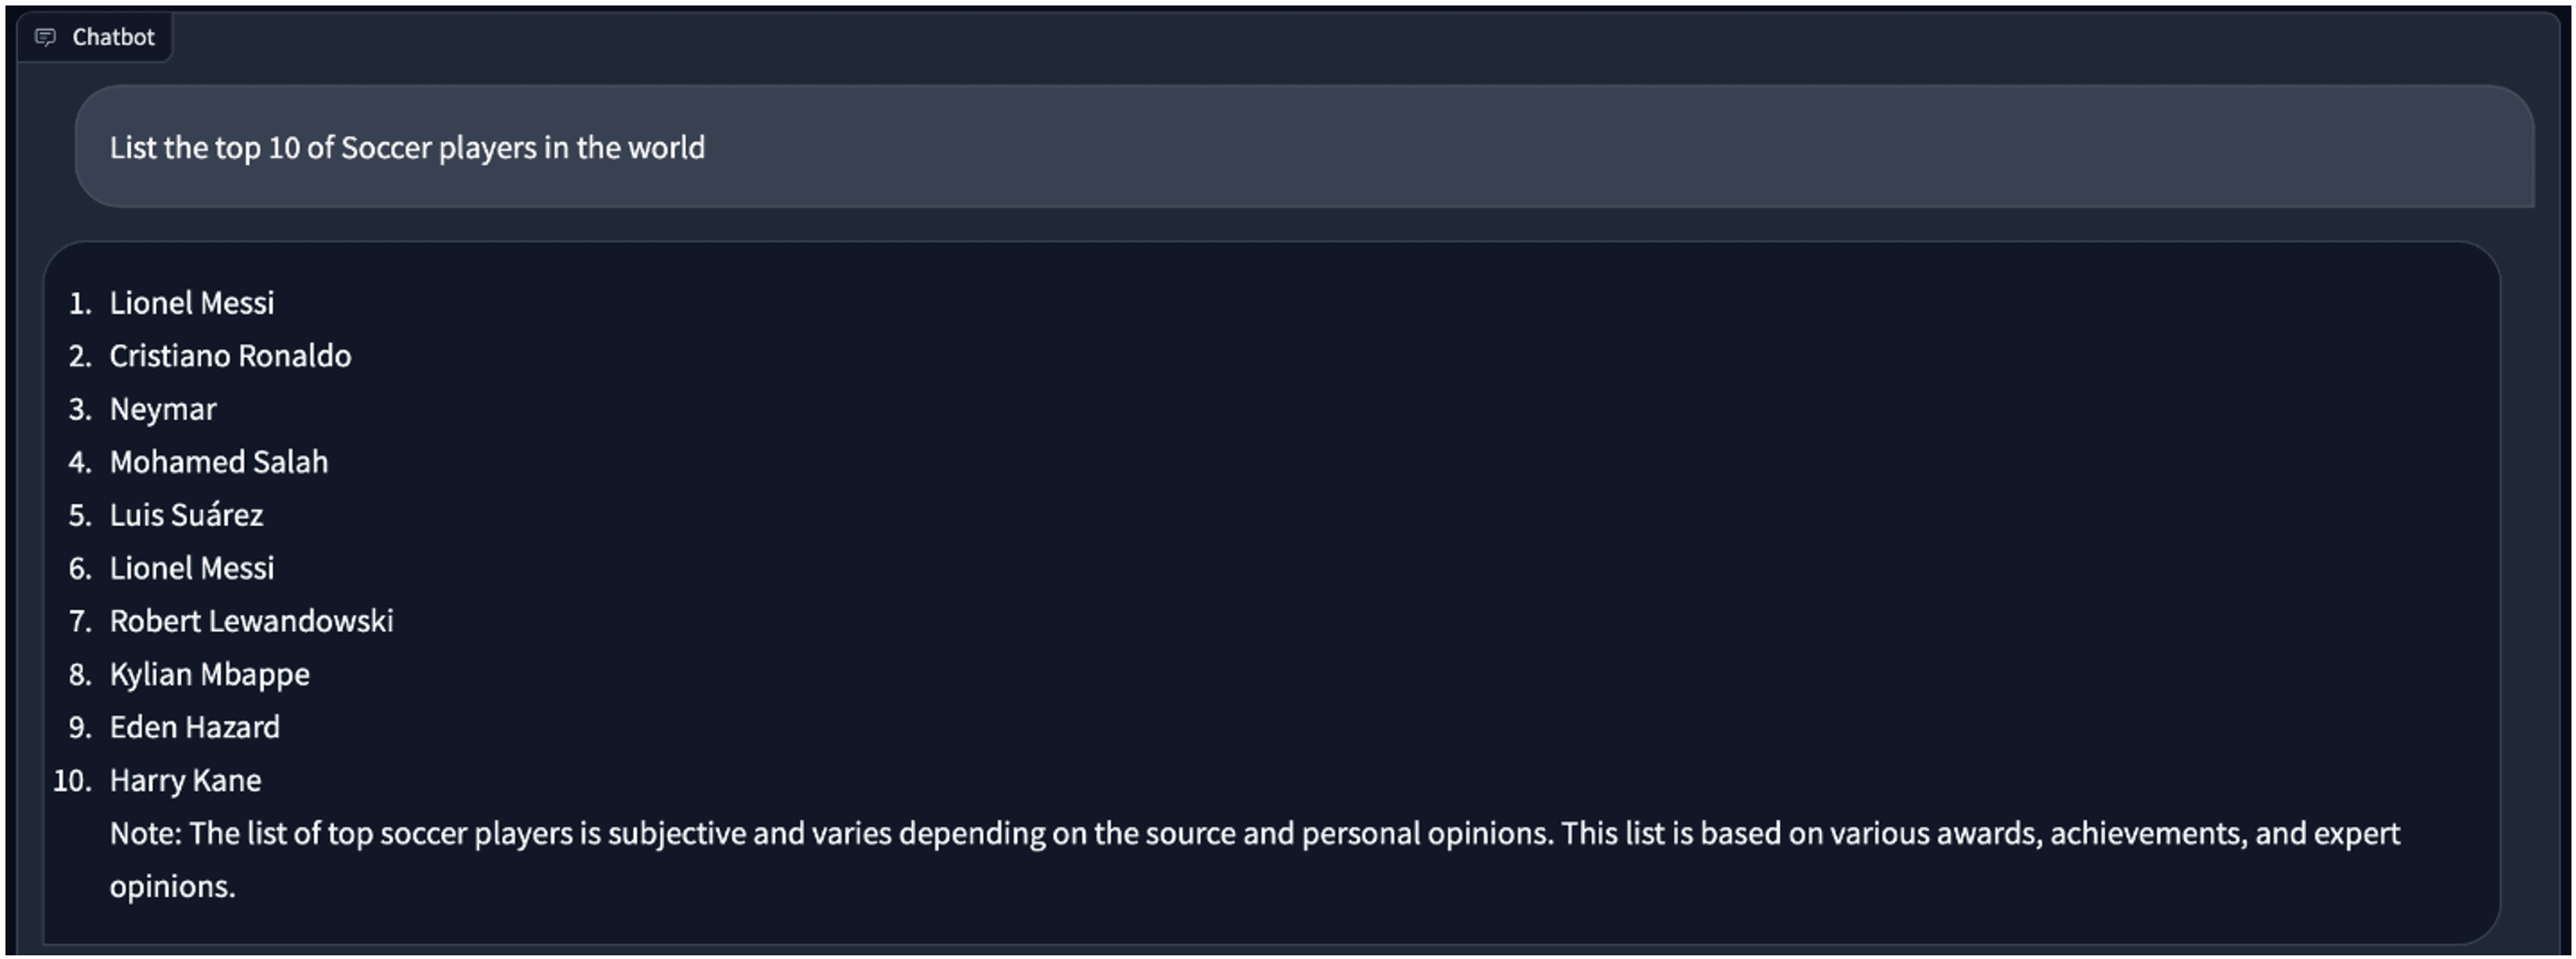 Chatbot
List the top 10 of Soccer players in the world
1. Lionel Messi
2. Cristiano Ronaldo
3. Neymar
4. Mohamed Salah
5. Luis Suárez
6. Lionel Messi
7. Robert Lewandowski
8. Kylian Mbappe
9. Eden Hazard
10. Harry Kane
Note: The list of top soccer players is subjective and varies depending on the source and personal opinions. This list is based on various awards, achievements, and expert
opinions.